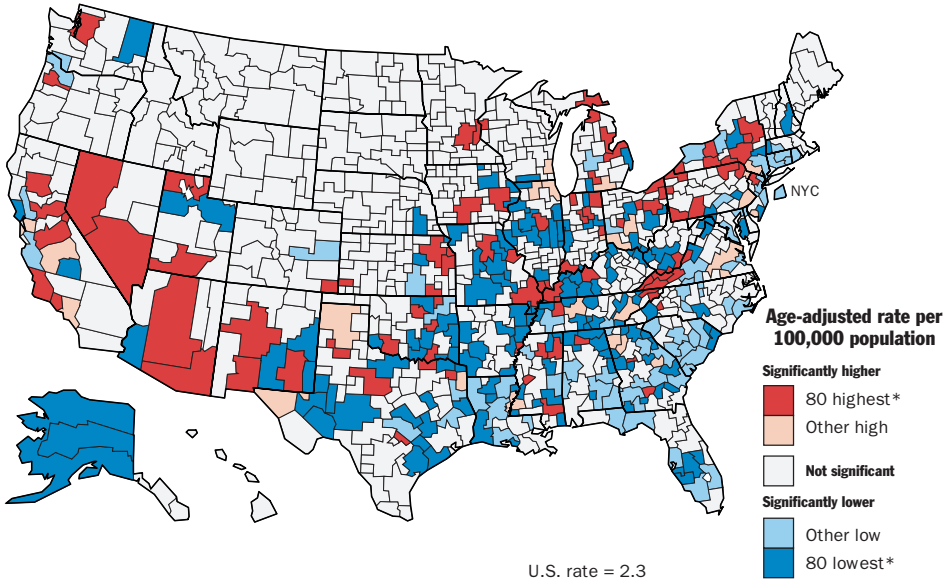 NYC
Age-adjusted rate per
100,000 population
Significantly higher
80 highest*
Other high
Not significant
Significantly lower
Other low
80 lowest*
U.S. rate = 2.3